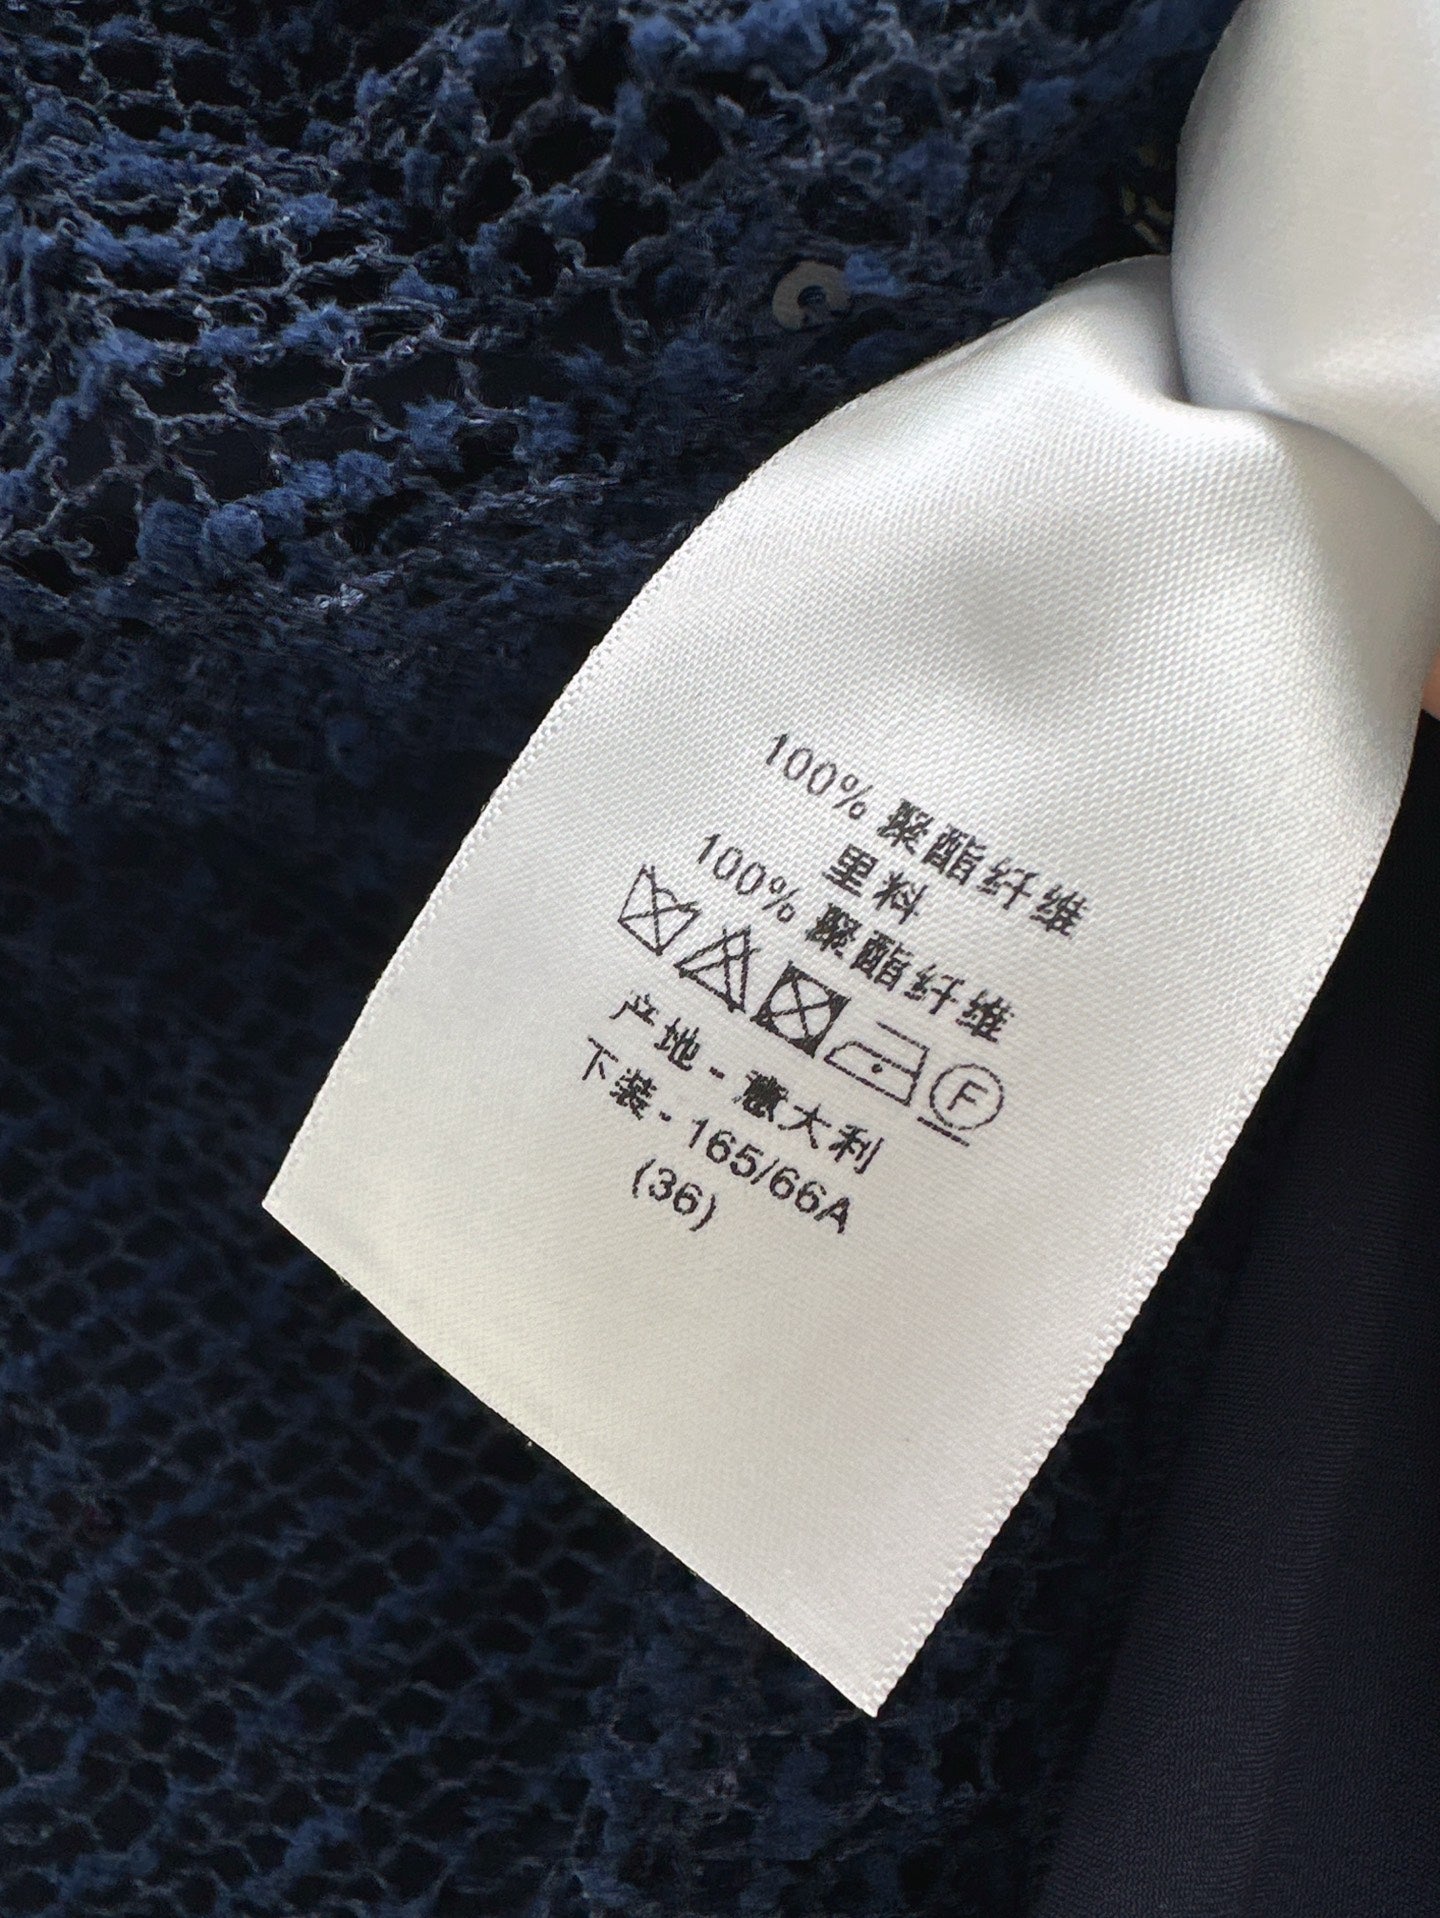 100% 聚酯纤维
里料
100% 聚酯纤维
F
产地 - 意大利
下装 - 165/66A
(36)